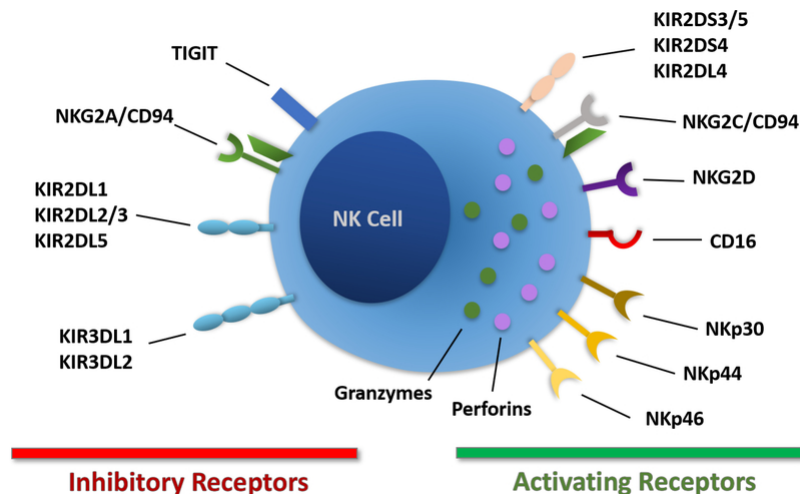 TIGIT
NKG2A/CD94
KIR2DL1
KIR2DL2/3
KIR2DL5
KIR3DL1
KIR3DL2
NK Cell
KIR2DS3/5
KIR2DS4
KIR2DL4
NKG2C/CD94
NKG2D
CD16
NKp30
NKp44
NKp46
Granzymes
Perforins
Inhibitory Receptors
Activating Receptors